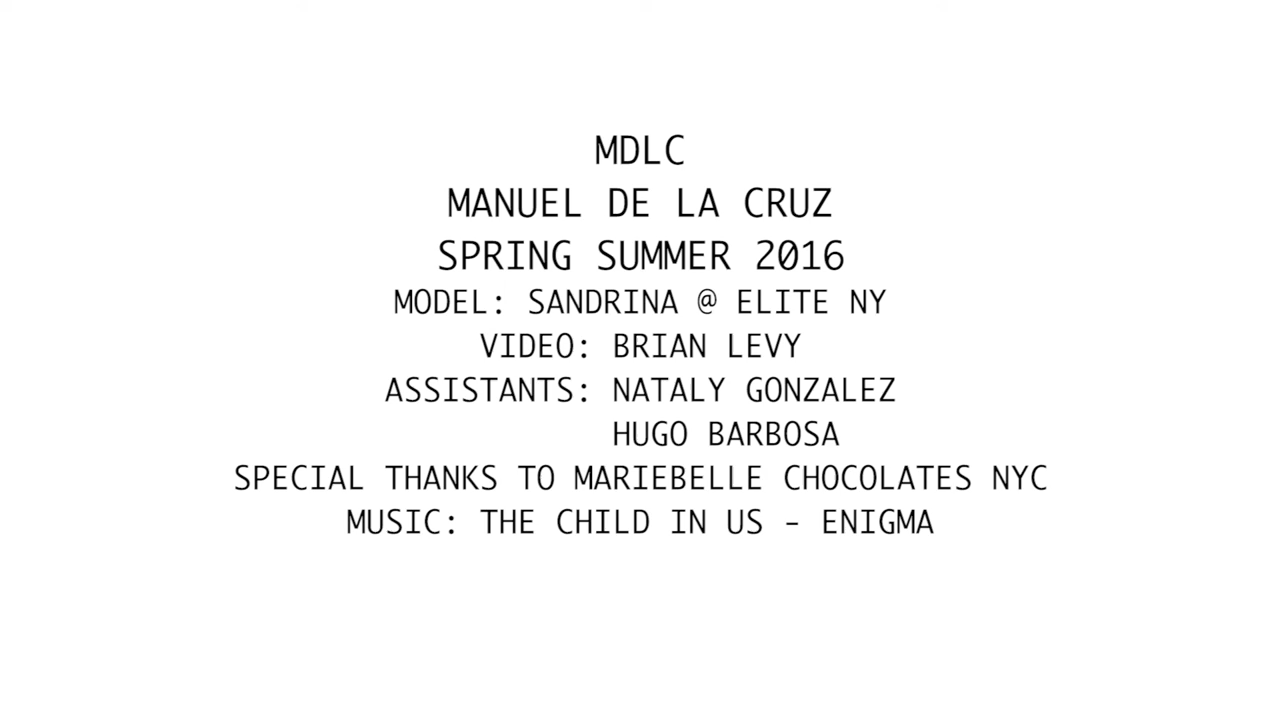 MDLC
MANUEL DE LA CRUZ
SPRING SUMMER 2016
MODEL: SANDRINA @ ELITE NY
VIDEO: BRIAN LEVY
ASSISTANTS: NATALY GONZALEZ
HUGO BARBOSA
SPECIAL THANKS TO MARIEBELLE CHOCOLATES NYC
MUSIC: THE CHILD IN US - ENIGMA